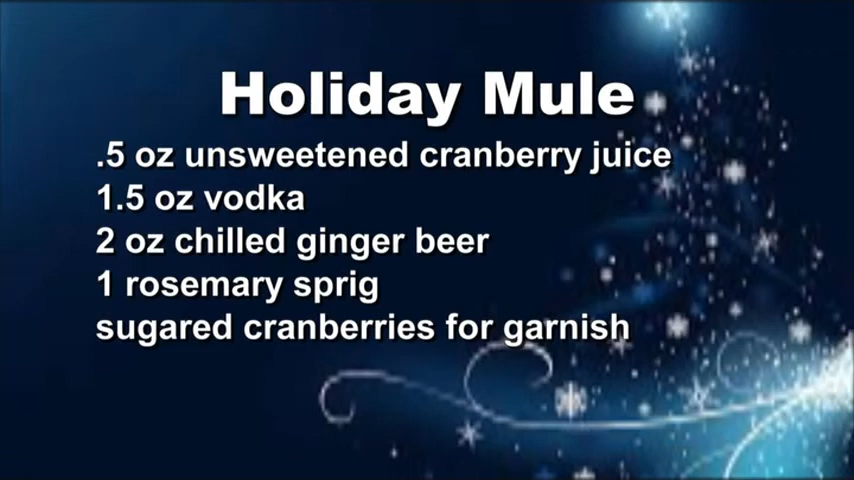 Holiday Mule
.5 oz unsweetened cranberry juice
1.5 oz vodka
2 oz chilled ginger beer
1 rosemary sprig
sugared cranberries for garnish